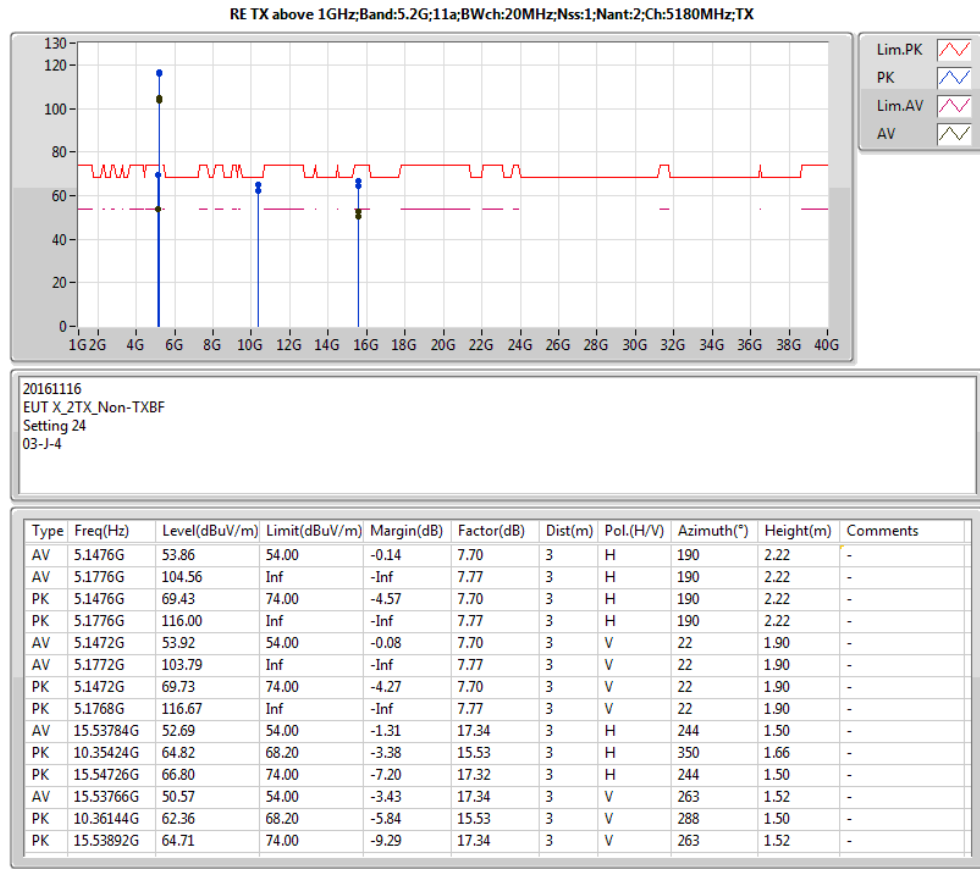 RE TX above 1GHz;Band:5.2G;11a;BWch:20MHz;Nss:1;Nant:2;Ch:5180MHz;TX
130
120
100
80
60
40
20
0
1G 2G 4G 6G 8G 10G 12G 14G 16G 18G 20G 22G 24G 26G 28G 30G 32G 34G 36G 38G 40G
Lim.PK
PK
Lim.AV
AV
20161116
EUT X_2TX_Non-TXBF
Setting 24
03-J-4
Type Freq(Hz) Level(dBuV/m) Limit(dBuV/m) Margin(dB) Factor(dB) Dist(m) Pol.(H/V) Azimuth(°) Height(m) Comments
AV 5.1476G 53.86 54.00 -0.14 7.70 3 H 190 2.22 -
AV 5.1776G 104.56 Inf -Inf 7.77 3 H 190 2.22 -
PK 5.1476G 69.43 74.00 -4.57 7.70 3 H 190 2.22 -
PK 5.1776G 116.00 Inf -Inf 7.77 3 H 190 2.22 -
AV 5.1472G 53.92 54.00 -0.08 7.70 3 V 22 1.90 -
AV 5.1772G 103.79 Inf -Inf 7.77 3 V 22 1.90 -
PK 5.1472G 69.73 74.00 -4.27 7.70 3 V 22 1.90 -
PK 5.1768G 116.67 Inf -Inf 7.77 3 V 22 1.90 -
AV 15.53784G 52.69 54.00 -1.31 17.34 3 H 244 1.50 -
PK 10.35424G 64.82 68.20 -3.38 15.53 3 H 350 1.66 -
PK 15.54726G 66.80 74.00 -7.20 17.32 3 H 244 1.50 -
AV 15.53766G 50.57 54.00 -3.43 17.34 3 V 263 1.52 -
PK 10.36144G 62.36 68.20 -5.84 15.53 3 V 288 1.50 -
PK 15.53892G 64.71 74.00 -9.29 17.34 3 V 263 1.52 -